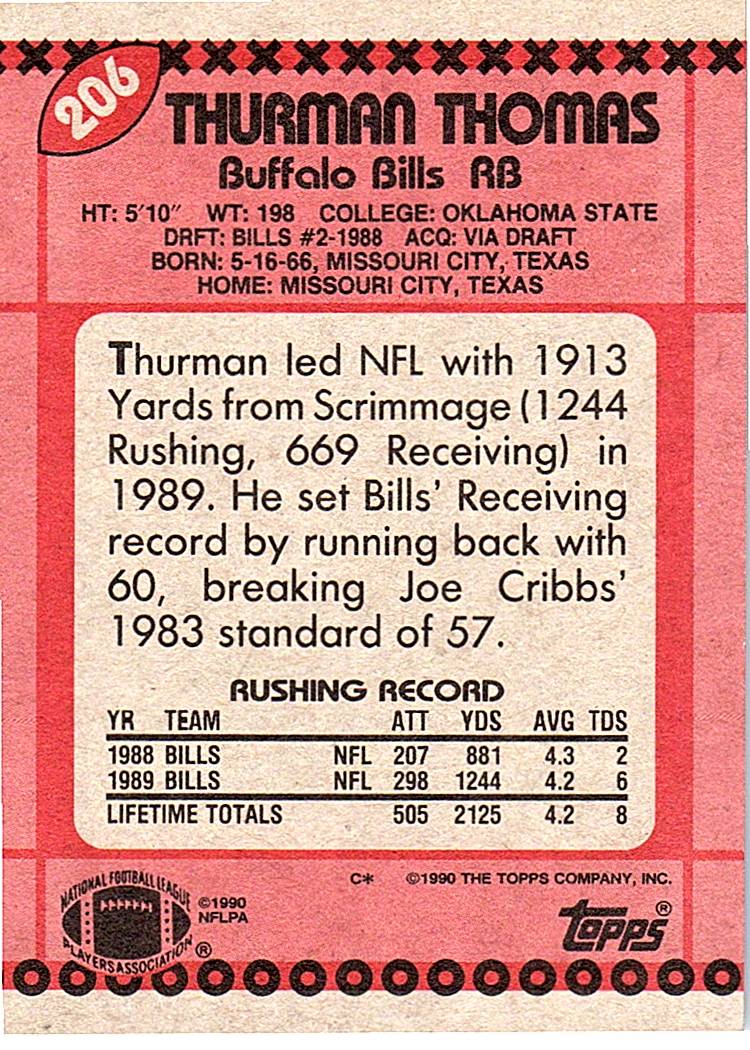 206
THURMAN THOMAS
Buffalo Bills RB
HT: 5'10" WT: 198 COLLEGE: OKLAHOMA STATE
DRFT: BILLS #2-1988 ACQ: VIA DRAFT
BORN: 5-16-66, MISSOURI CITY, TEXAS
HOME: MISSOURI CITY, TEXAS
Thurman led NFL with 1913
Yards from Scrimmage (1244
Rushing, 669 Receiving) in
1989. He set Bills' Receiving
record by running back with
60, breaking Joe Cribbs'
1983 standard of 57.
RUSHING RECORD
YR TEAM ATT YDS AVG TDS
1988 BILLS NFL 207 881 4.3 2
1989 BILLS NFL 298 1244 4.2 6
LIFETIME TOTALS 505 2125 4.2 8
C* ©1990 THE TOPPS COMPANY, INC.
NATIONAL FOOTBALL LEAGUE
PLAYERS ASSOCIATION ®
©1990
NFLPA
TOPPS ®